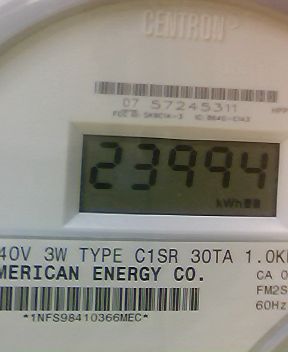 CENTRON
07 57245311
23994
kWh
40V 3W TYPE C1SR 30TA 1.0K
MERICAN ENERGY CO.
CA 0
FM2S
60Hz
*1NFS98410366MEC*